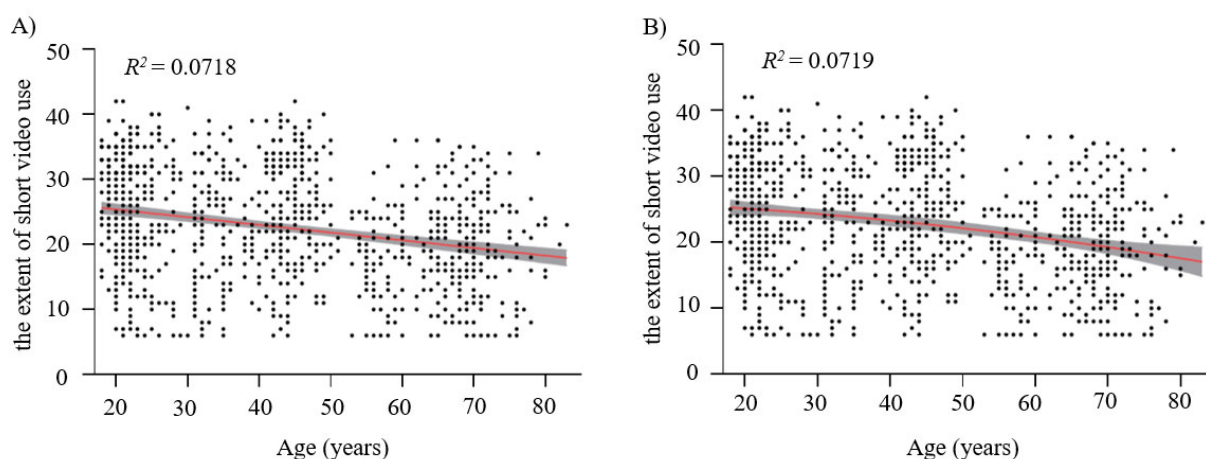 A)
R² = 0.0718
the extent of short video use
50
40
30
20
10
0
20 30 40 50 60 70 80
Age (years)
B)
R² = 0.0719
the extent of short video use
50
40
30
20
10
0
20 30 40 50 60 70 80
Age (years)